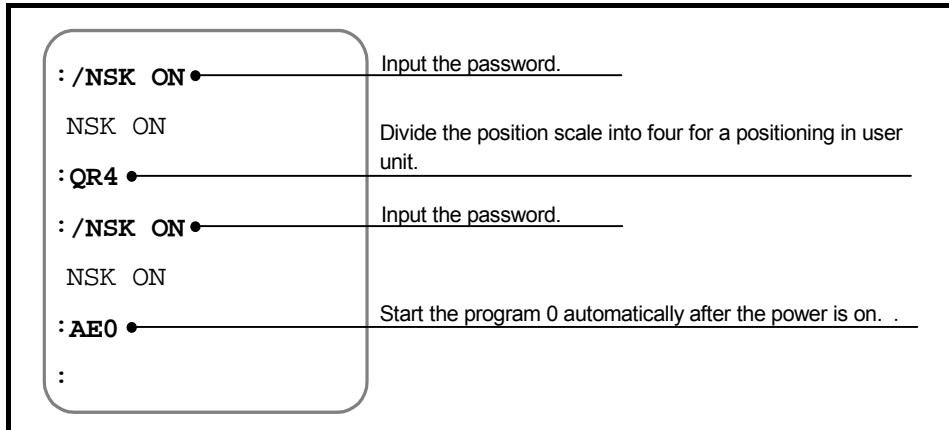 :/NSK ON
Input the password.
NSK ON
Divide the position scale into four for a positioning in user
unit.
:QR4
:/NSK ON
Input the password.
NSK ON
:AE0
Start the program 0 automatically after the power is on. .
: